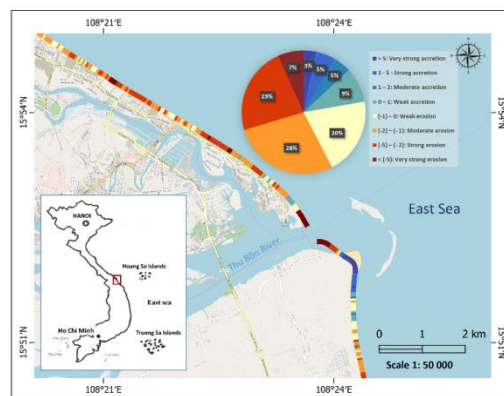 108°21'E
108°24'E
15°54'N
15°54'N
3%
5%
5%
9%
20%
28%
23%
7%
> 5: Very strong accretion
2 - 5 : Strong accretion
1 – 2: Moderate accretion
0 – 1: Weak accretion
[-1) – 0: Weak erosion
[-2) – (- 1): Moderate erosion
[-5) – (- 2): Strong erosion
< (-5): Very strong erosion
East Sea
Thu Bồn River
HANOI
Hoang Sa Islands
East sea
Ho Chi Minh
Truong Sa Islands
0 1 2 km
Scale 1: 50 000
15°51'N
15°51'N
108°21'E
108°24'E